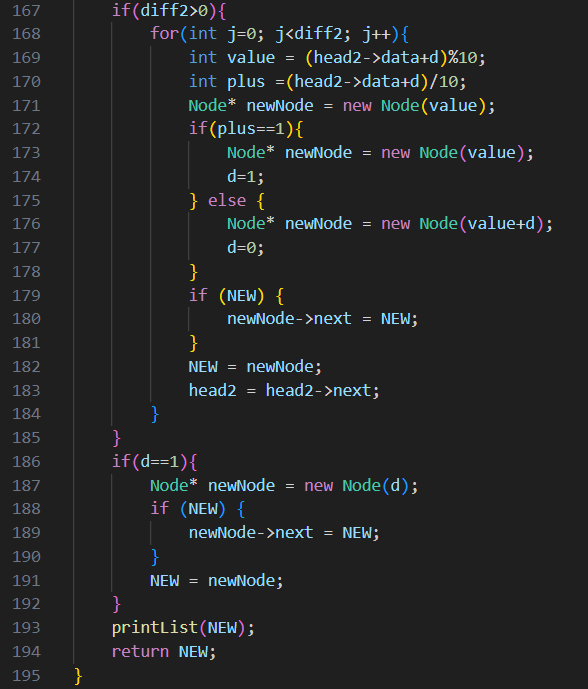 167 if(diff2>0){
168 for(int j=0; j<diff2; j++){
169 int value = (head2->data+d)%10;
170 int plus =(head2->data+d)/10;
171 Node* newNode = new Node(value);
172 if(plus==1){
173 Node* newNode = new Node(value);
174 d=1;
175 } else {
176 Node* newNode = new Node(value+d);
177 d=0;
178 }
179 if (NEW) {
180 newNode->next = NEW;
181 }
182 NEW = newNode;
183 head2 = head2->next;
184 }
185 }
186 if(d==1){
187 Node* newNode = new Node(d);
188 if (NEW) {
189 newNode->next = NEW;
190 }
191 NEW = newNode;
192 }
193 printList(NEW);
194 return NEW;
195 }